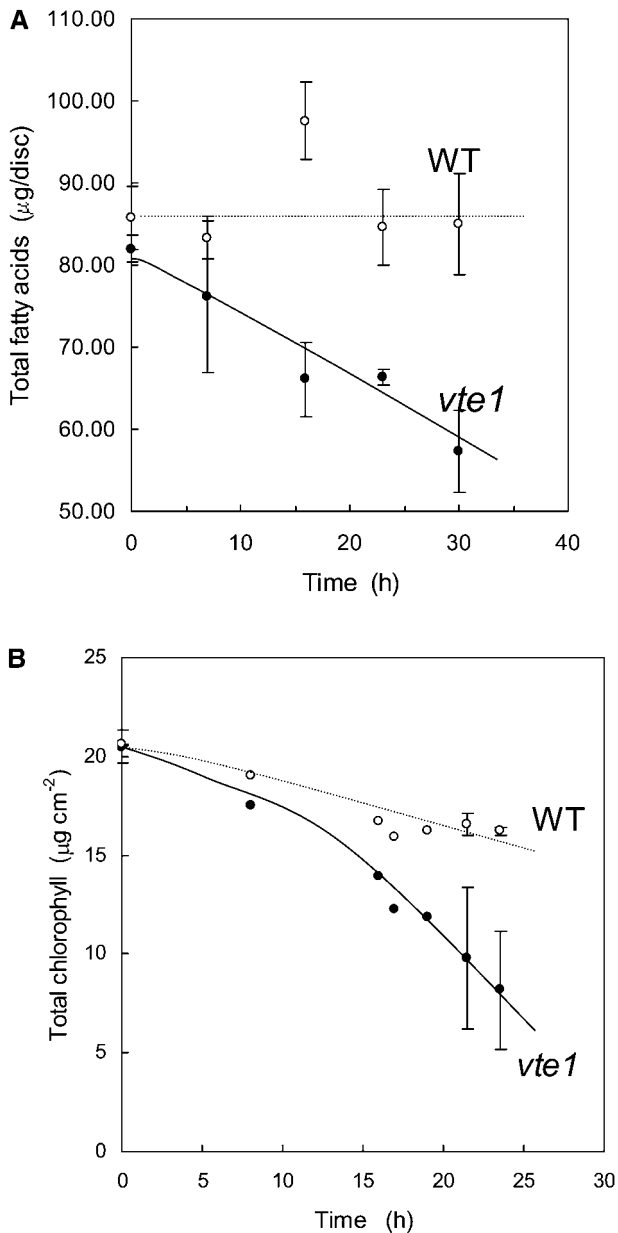 A
110.00
100.00
90.00
80.00
70.00
60.00
50.00
Total fatty acids (μg/disc)
WT
vte1
0 10 20 30 40
Time (h)
B
25
20
15
10
5
0
Total chlorophyll (μg cm-2)
WT
vte1
0 5 10 15 20 25 30
Time (h)